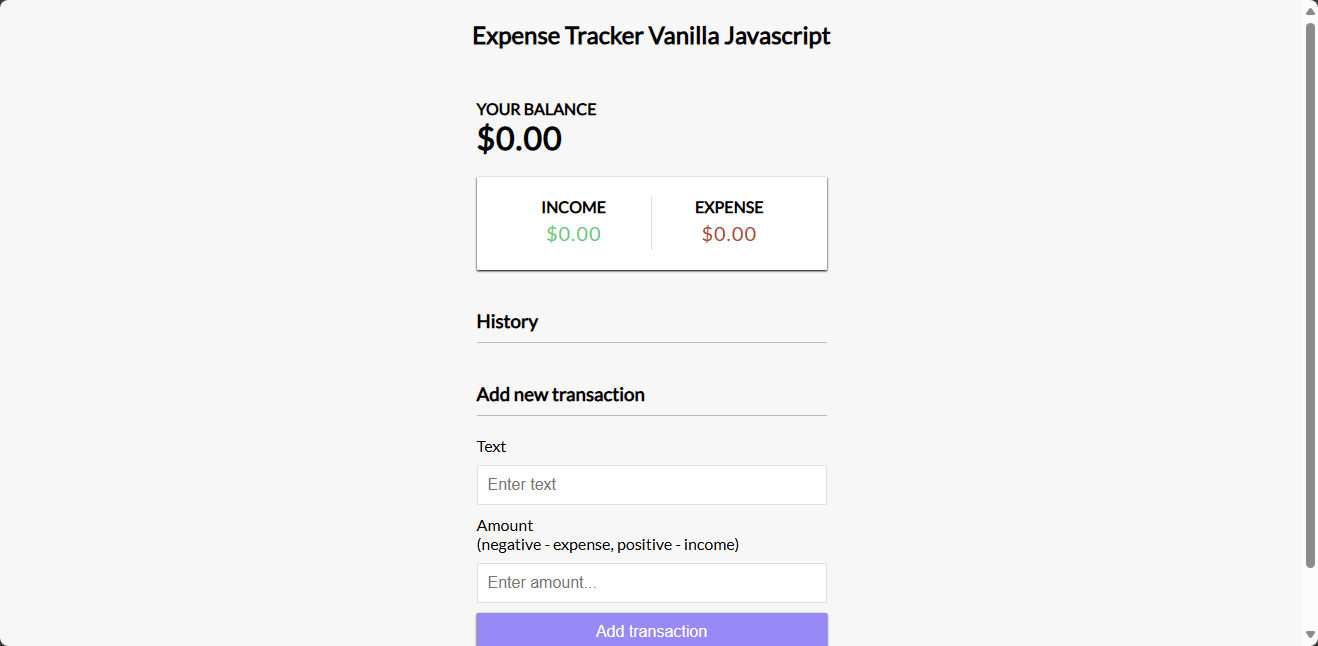 Expense Tracker Vanilla Javascript
YOUR BALANCE
$0.00
INCOME
$0.00
EXPENSE
$0.00
History
Add new transaction
Text
Enter text
Amount
(negative - expense, positive - income)
Enter amount...
Add transaction